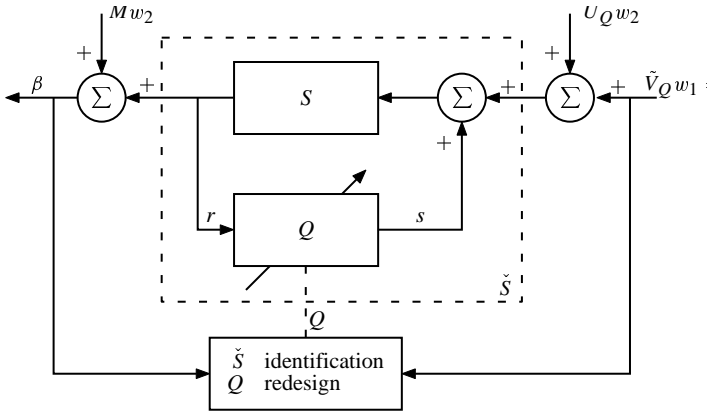 Mw₂
U_Q w₂
β
+
+
∑
S
∑
+
+
∑
+
Ṽ_Q w₁ =
+
r
Q
s
Š
Q
Š identification
Q redesign